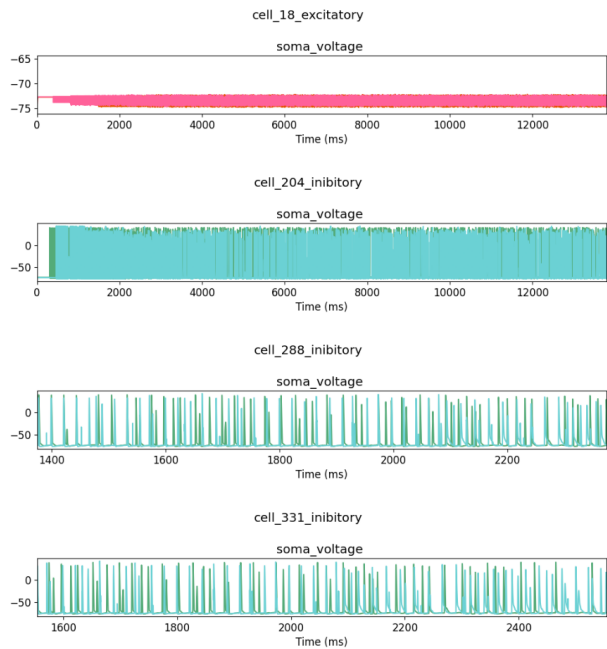 cell_18_excitatory
soma_voltage
−65
−70
−75
0 2000 4000 6000 8000 10000 12000
Time (ms)
cell_204_inibitory
soma_voltage
0
−50
0 2000 4000 6000 8000 10000 12000
Time (ms)
cell_288_inibitory
soma_voltage
0
−50
1400 1600 1800 2000 2200
Time (ms)
cell_331_inibitory
soma_voltage
0
−50
1600 1800 2000 2200 2400
Time (ms)